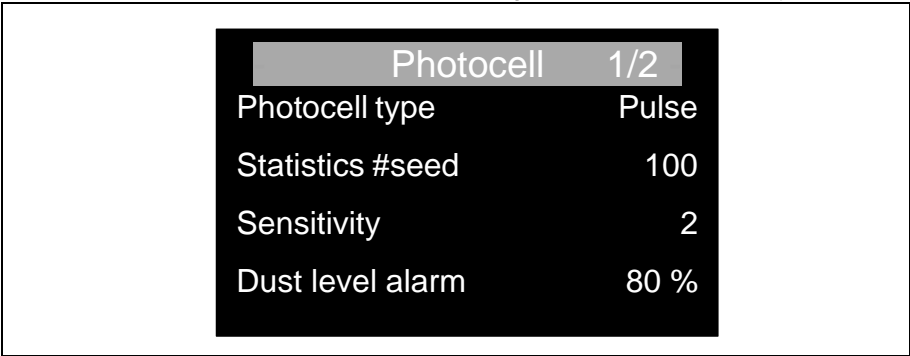 Photocell 1/2
Photocell type Pulse
Statistics #seed 100
Sensitivity 2
Dust level alarm 80 %